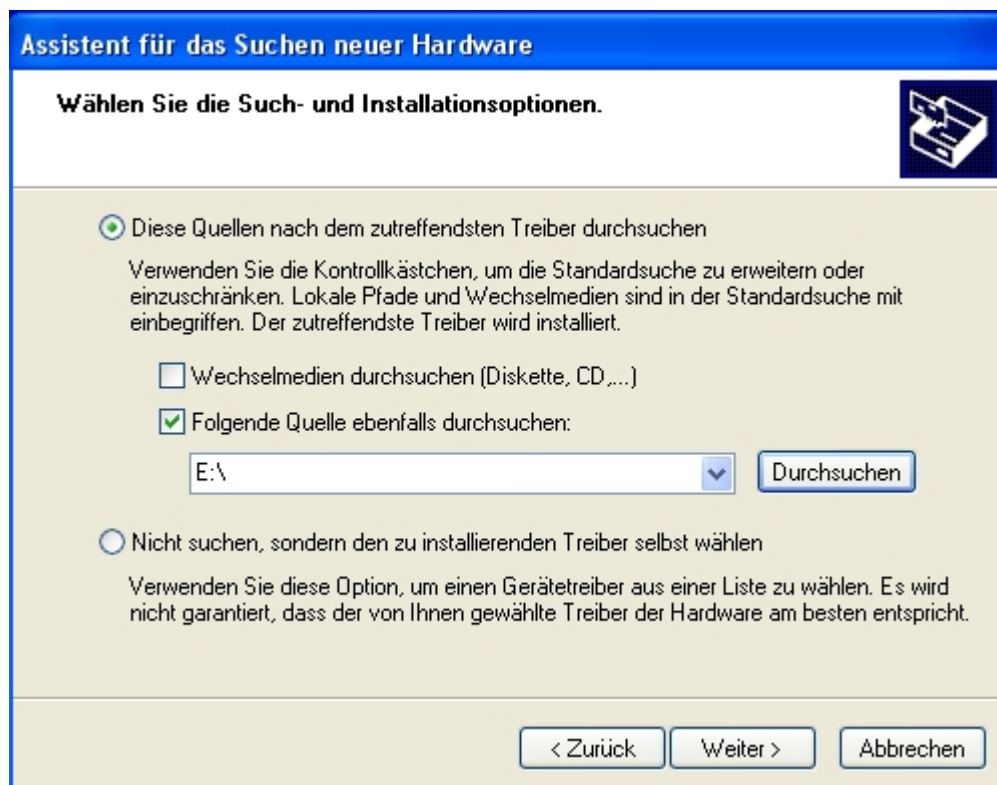 Assistent für das Suchen neuer Hardware
Wählen Sie die Such- und Installationsoptionen.
Diese Quellen nach dem zutreffendsten Treiber durchsuchen
Verwenden Sie die Kontrollkästchen, um die Standardsuche zu erweitern oder
einzuschränken. Lokale Pfade und Wechselmedien sind in der Standardsuche mit
einbegriffen. Der zutreffendste Treiber wird installiert.
Wechselmedien durchsuchen (Diskette, CD,...)
Folgende Quelle ebenfalls durchsuchen:
E:\ Durchsuchen
Nicht suchen, sondern den zu installierenden Treiber selbst wählen
Verwenden Sie diese Option, um einen Gerätetreiber aus einer Liste zu wählen. Es wird
nicht garantiert, dass der von Ihnen gewählte Treiber der Hardware am besten entspricht.
< Zurück Weiter > Abbrechen